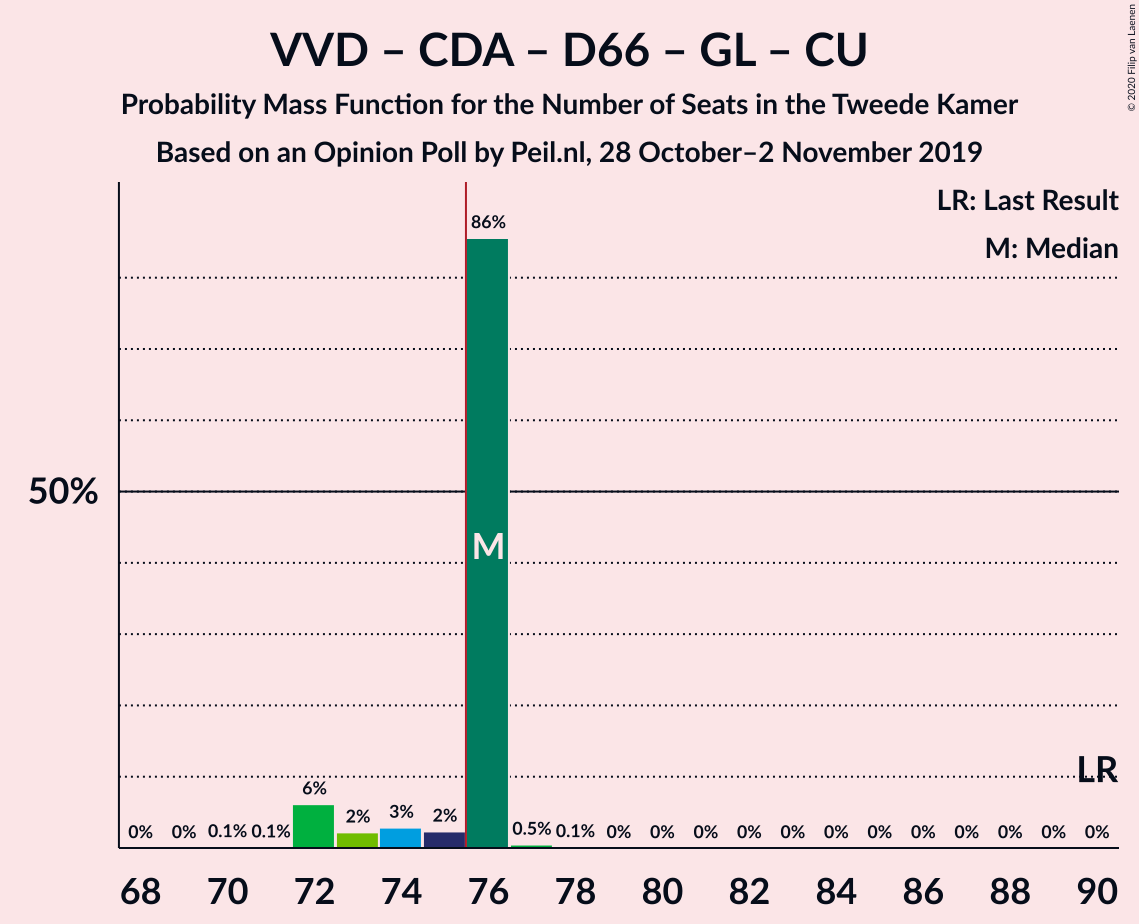 VVD – CDA – D66 – GL – CU
Probability Mass Function for the Number of Seats in the Tweede Kamer
Based on an Opinion Poll by Peil.nl, 28 October–2 November 2019
© 2020 Filip van Laenen
LR: Last Result
M: Median
86%
50%
M
LR
6%
0% 0% 0.1% 0.1% 2% 3% 2% 0.5% 0.1% 0% 0% 0% 0% 0% 0% 0% 0% 0% 0% 0% 0%
68 70 72 74 76 78 80 82 84 86 88 90